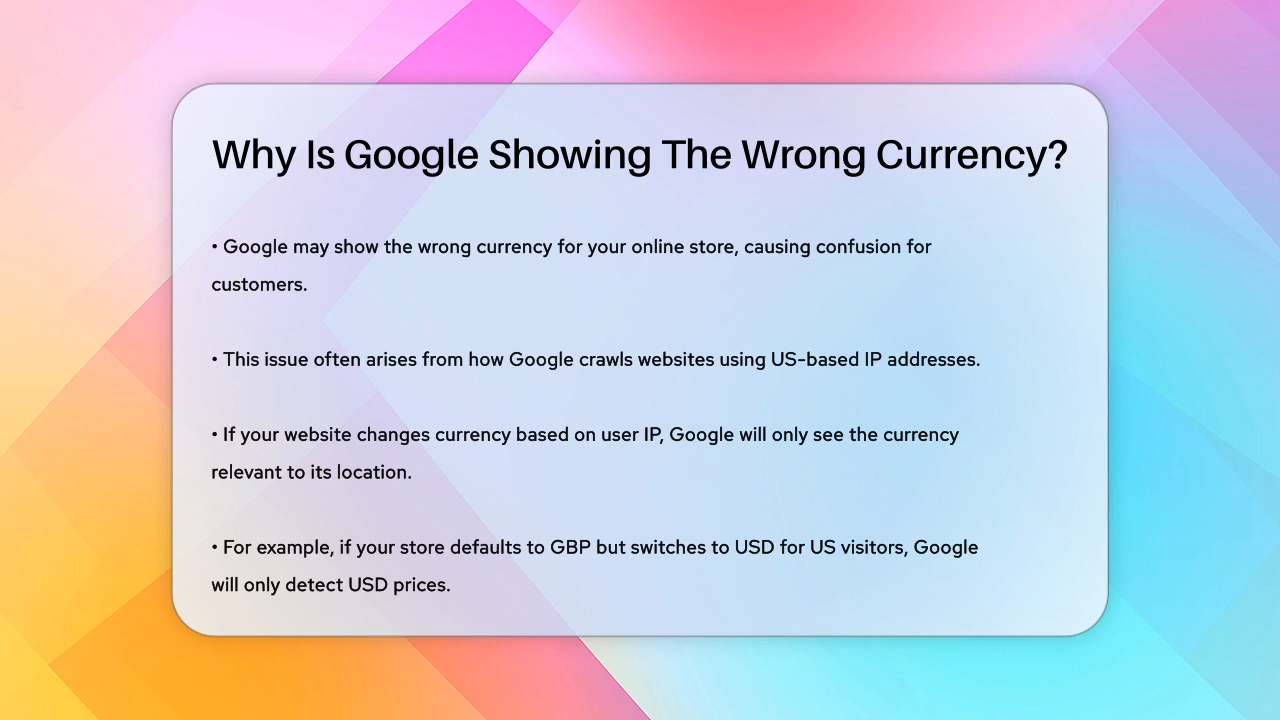 Why Is Google Showing The Wrong Currency?
• Google may show the wrong currency for your online store, causing confusion for
customers.
• This issue often arises from how Google crawls websites using US-based IP addresses.
• If your website changes currency based on user IP, Google will only see the currency
relevant to its location.
• For example, if your store defaults to GBP but switches to USD for US visitors, Google
will only detect USD prices.